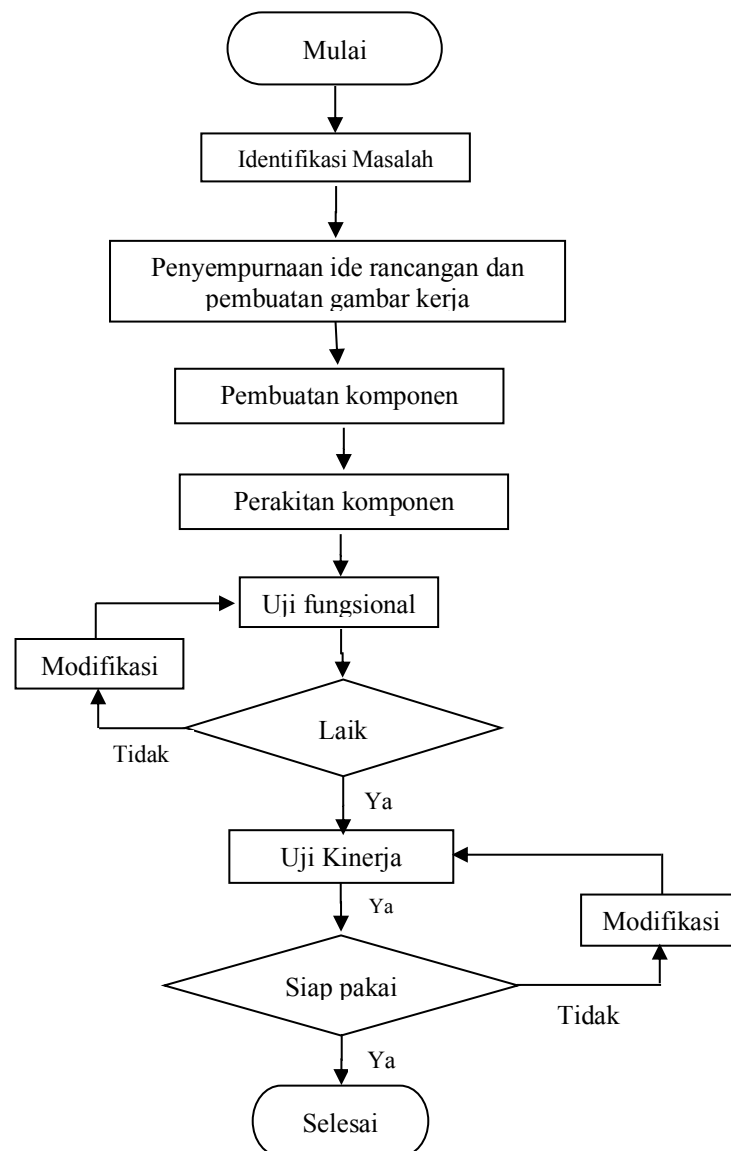 Mulai
Identifikasi Masalah
Penyempurnaan ide rancangan dan
pembuatan gambar kerja
Pembuatan komponen
Perakitan komponen
Uji fungsional
Modifikasi
Laik
Tidak
Ya
Uji Kinerja
Ya
Modifikasi
Siap pakai
Tidak
Ya
Selesai